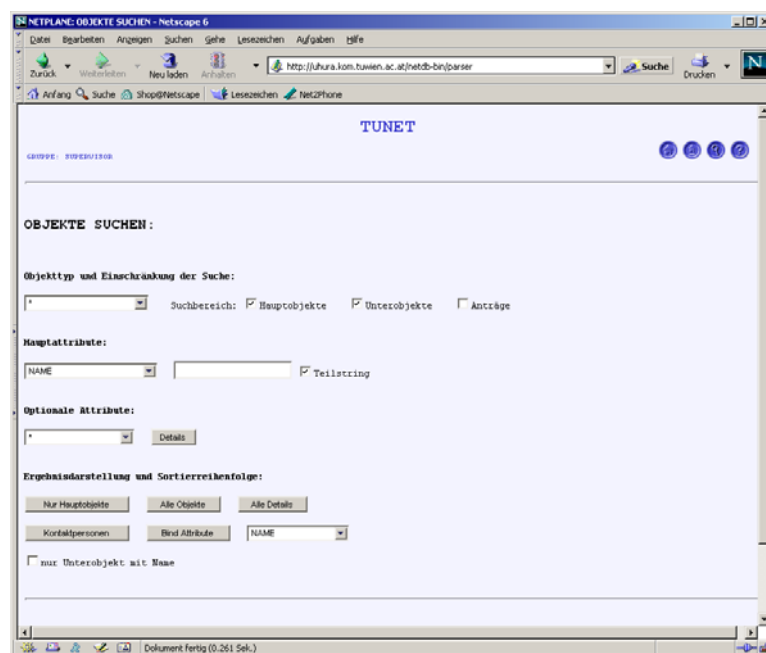 NETPLANE: OBJEKTE SUCHEN - Netscape 6
Datei Bearbeiten Anzeigen Suchen Gehe Lesezeichen Aufgaben Hilfe
Zurück Weiterleiten Neu laden Anhalten http://uhura.kom.tuwien.ac.at/netdb-bin/parser Suche Drucken N
Anfang Suche Shop@Netscape Lesezeichen Net2Phone
TUNET
GRUPPE: SUPERVISOR
OBJEKTE SUCHEN:
Objekttyp und Einschränkung der Suche:
* Suchbereich: Hauptobjekte Unterobjekte Anträge
Hauptattribute:
NAME Teilstring
Optionale Attribute:
* Details
Ergebnisdarstellung und Sortierreihenfolge:
Nur Hauptobjekte Alle Objekte Alle Details
Kontaktpersonen Bind Attribute NAME
nur Unterobjekt mit Name
Dokument fertig (0.261 Sek.)